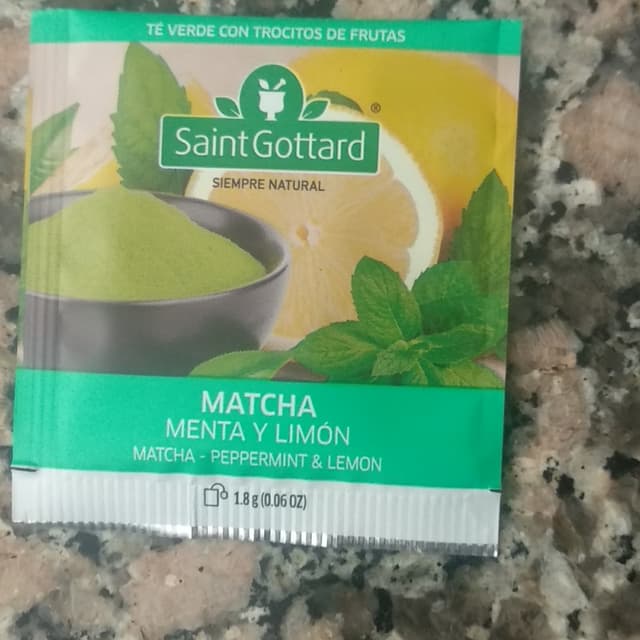 TÉ VERDE CON TROCITOS DE FRUTAS
SaintGottard®
SIEMPRE NATURAL
MATCHA
MENTA Y LIMÓN
MATCHA - PEPPERMINT & LEMON
1.8 g (0.06 OZ)